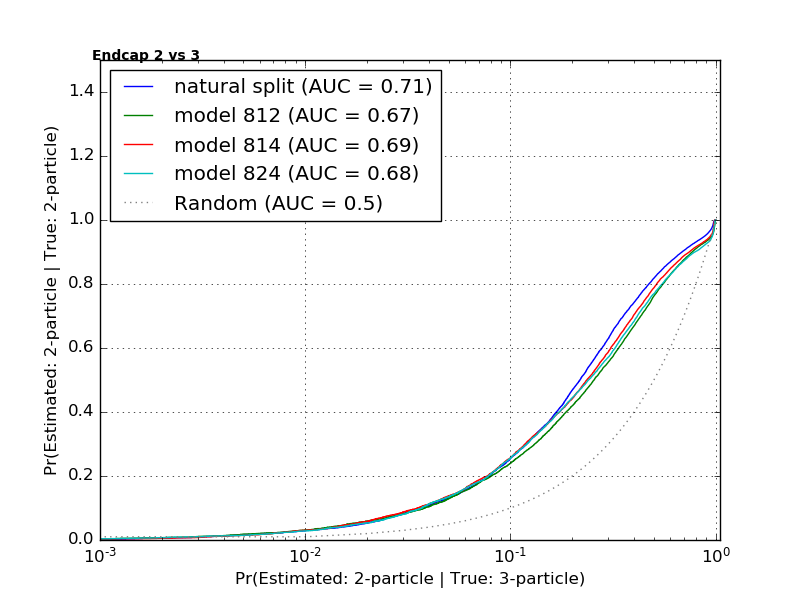 Endcap 2 vs 3
natural split (AUC = 0.71)
model 812 (AUC = 0.67)
model 814 (AUC = 0.69)
model 824 (AUC = 0.68)
Random (AUC = 0.5)
Pr(Estimated: 2-particle | True: 2-particle)
1.4
1.2
1.0
0.8
0.6
0.4
0.2
0.0
10⁻³ 10⁻² 10⁻¹ 10⁰
Pr(Estimated: 2-particle | True: 3-particle)